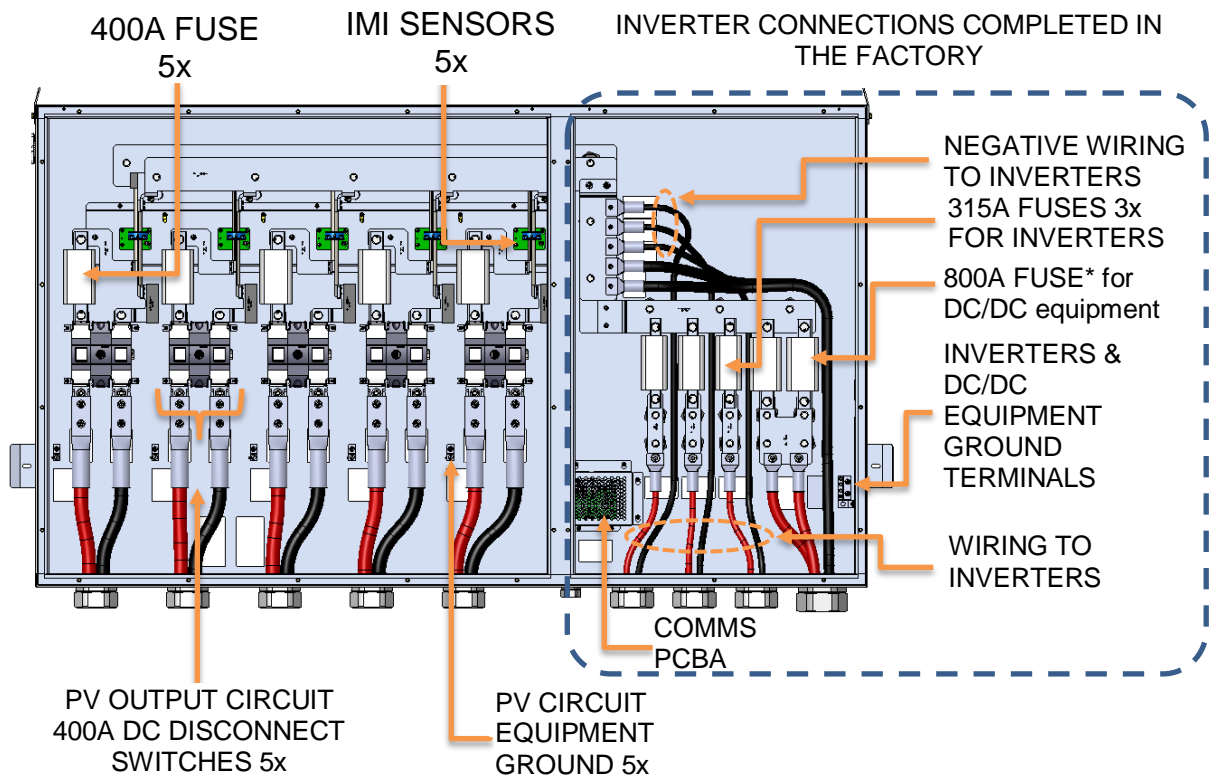 400A FUSE
5x
IMI SENSORS
5x
INVERTER CONNECTIONS COMPLETED IN
THE FACTORY
NEGATIVE WIRING
TO INVERTERS
315A FUSES 3x
FOR INVERTERS
800A FUSE* for
DC/DC equipment
INVERTERS &
DC/DC
EQUIPMENT
GROUND
TERMINALS
WIRING TO
INVERTERS
COMMS
PCBA
PV OUTPUT CIRCUIT
400A DC DISCONNECT
SWITCHES 5x
PV CIRCUIT
EQUIPMENT
GROUND 5x